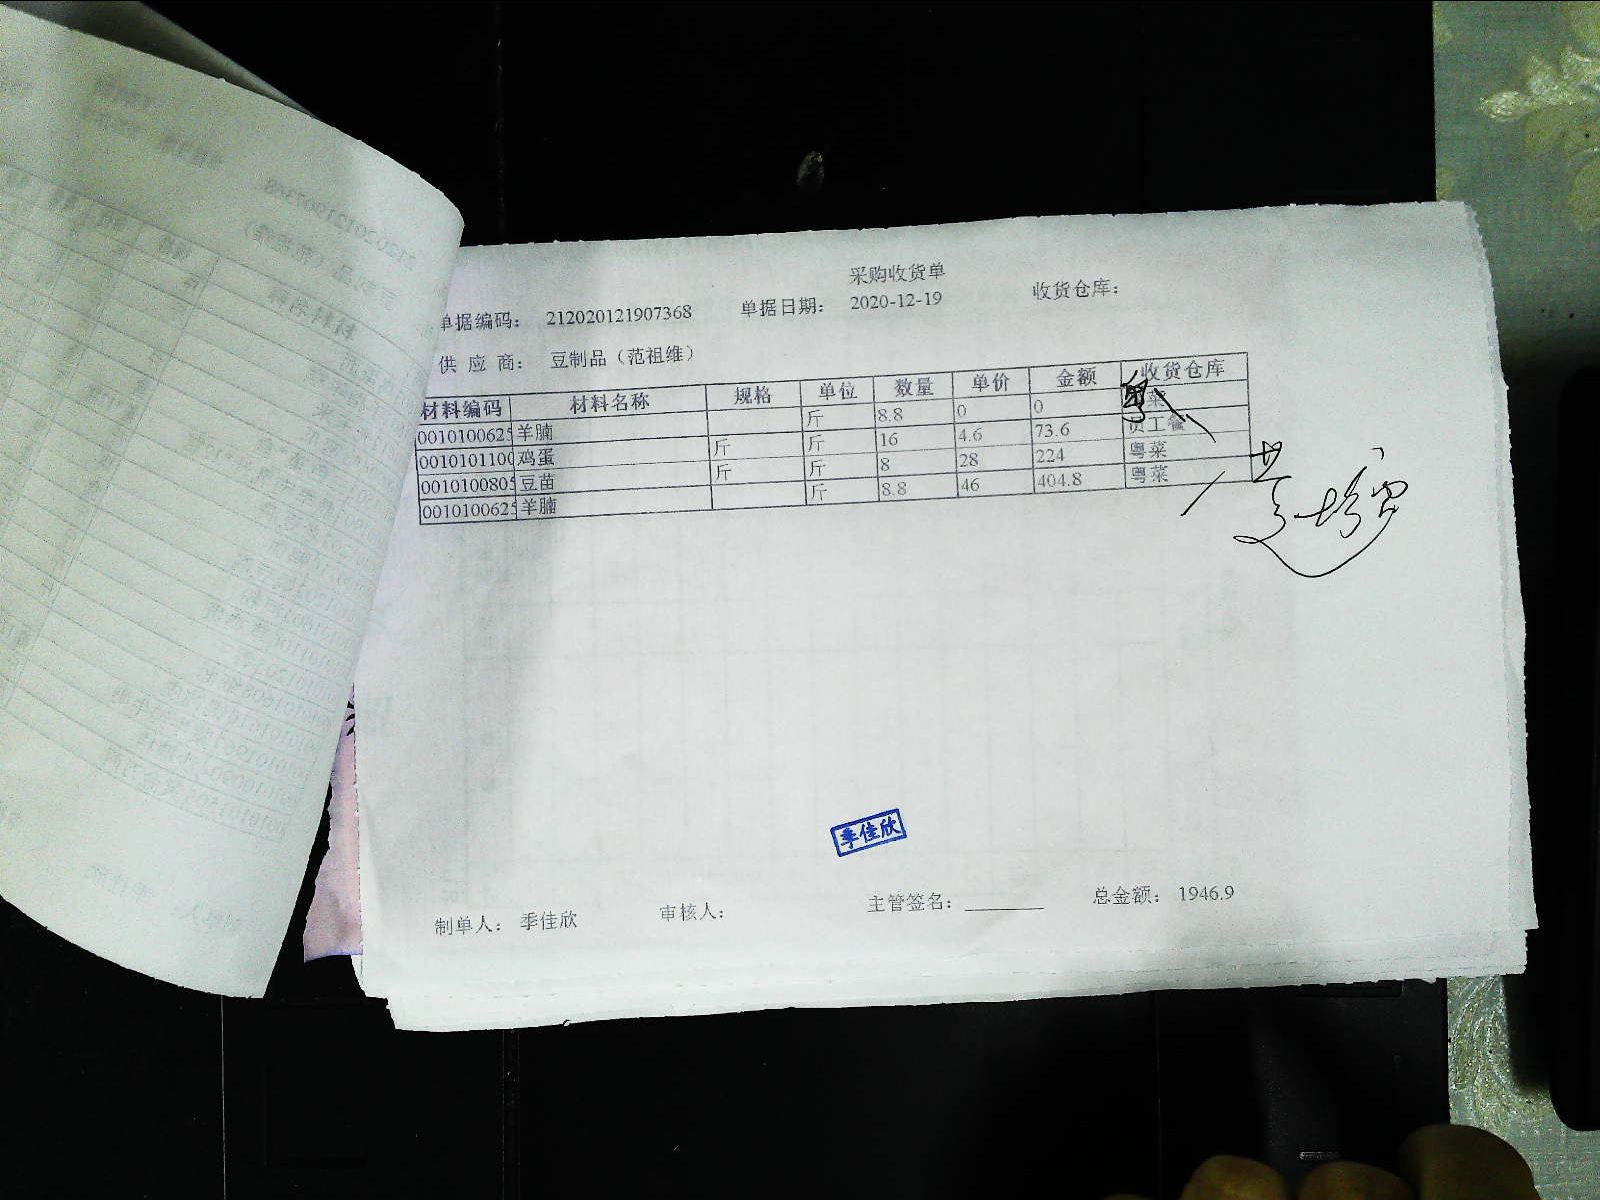 采购收货单
单据编码： 212020121907368 单据日期： 2020-12-19 收货仓库：
供 应 商： 豆制品（范祖维）
材料编码 材料名称 规格 单位 数量 单价 金额 收货仓库
0010100625 羊腩 斤 8.8 0 0 粤菜
0010101100 鸡蛋 斤 斤 16 4.6 73.6 员工餐
0010100805 豆苗 斤 斤 8 28 224 粤菜
0010100625 羊腩 斤 8.8 46 404.8 粤菜
季佳欣
制单人： 季佳欣 审核人： 主管签名： 总金额： 1946.9